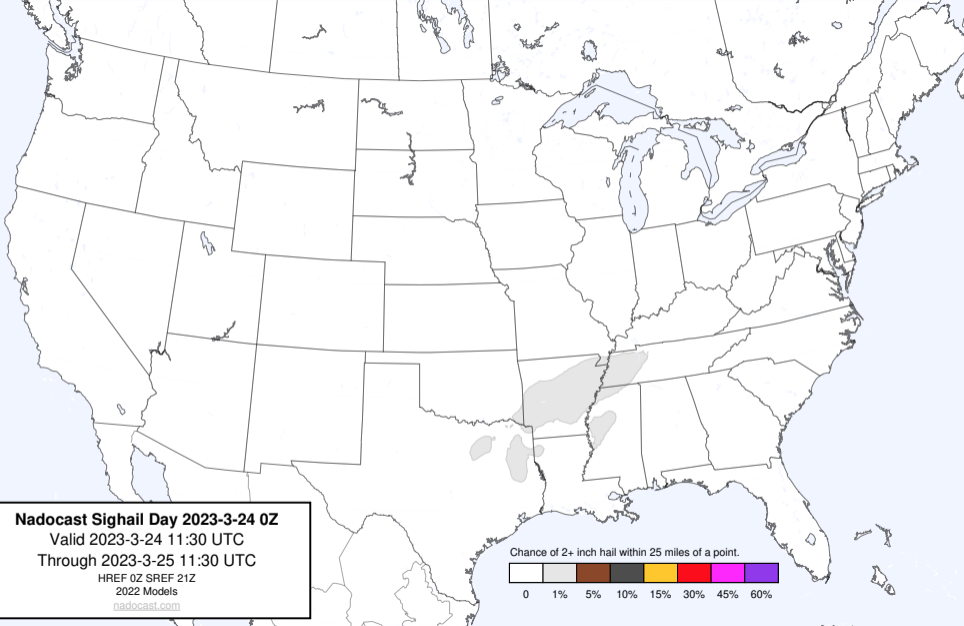 Nadocast Sighail Day 2023-3-24 0Z
Valid 2023-3-24 11:30 UTC
Through 2023-3-25 11:30 UTC
HREF 0Z SREF 21Z
2022 Models
nadocast.com
Chance of 2+ inch hail within 25 miles of a point.
0 1% 5% 10% 15% 30% 45% 60%